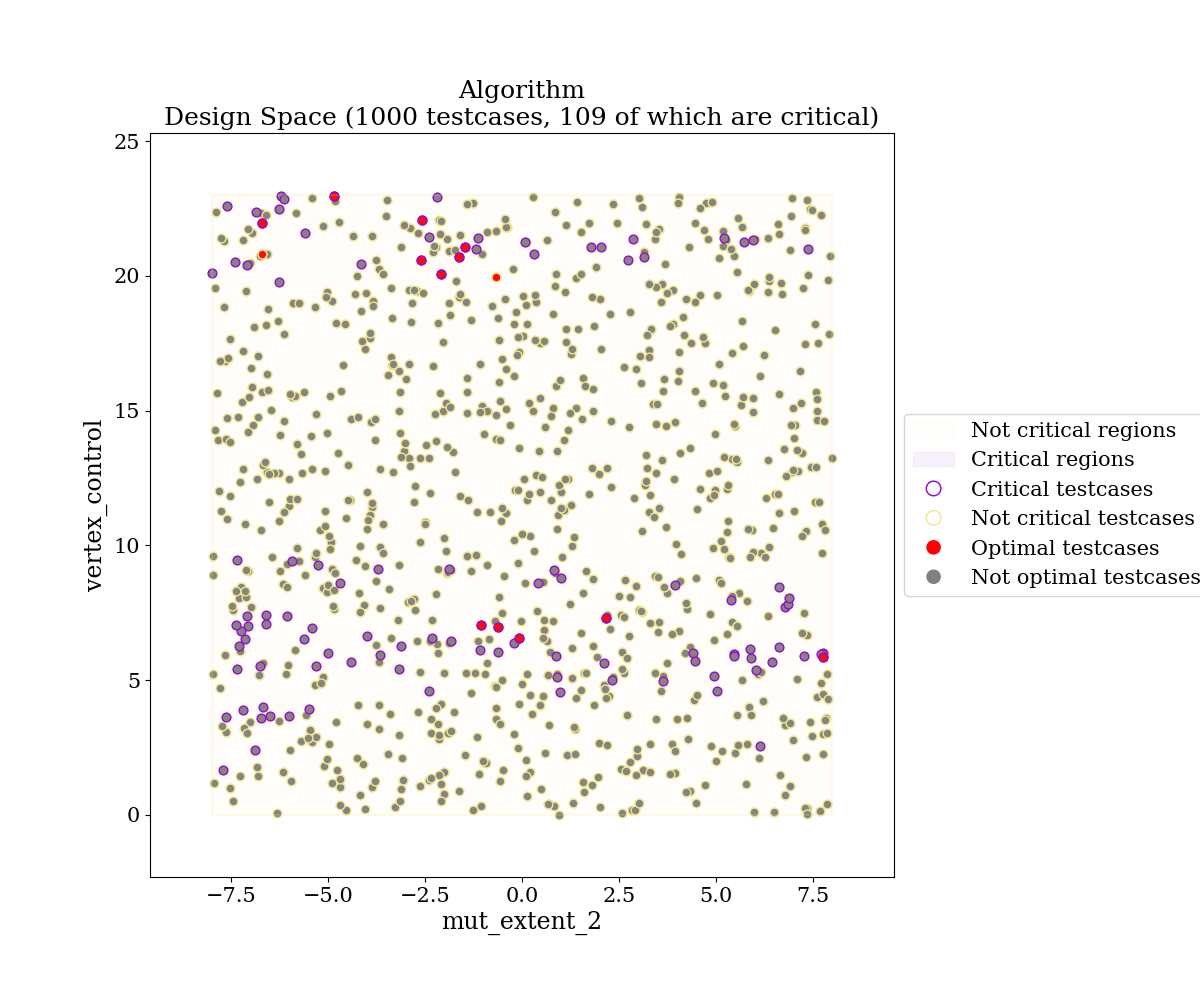 Algorithm
Design Space (1000 testcases, 109 of which are critical)
25
20
15
10
5
0
vertex_control
−7.5
−5.0
−2.5
0.0
2.5
5.0
7.5
mut_extent_2
Not critical regions
Critical regions
Critical testcases
Not critical testcases
Optimal testcases
Not optimal testcases